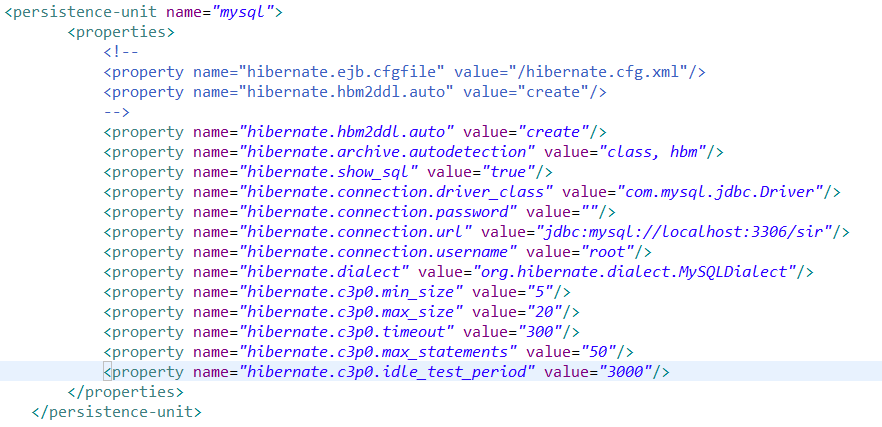 <persistence-unit name="mysql">
<properties>
<!--
<property name="hibernate.ejb.cfgfile" value="/hibernate.cfg.xml"/>
<property name="hibernate.hbm2ddl.auto" value="create"/>
-->
<property name="hibernate.hbm2ddl.auto" value="create"/>
<property name="hibernate.archive.autodetection" value="class, hbm"/>
<property name="hibernate.show_sql" value="true"/>
<property name="hibernate.connection.driver_class" value="com.mysql.jdbc.Driver"/>
<property name="hibernate.connection.password" value=""/>
<property name="hibernate.connection.url" value="jdbc:mysql://localhost:3306/sir"/>
<property name="hibernate.connection.username" value="root"/>
<property name="hibernate.dialect" value="org.hibernate.dialect.MySQLDialect"/>
<property name="hibernate.c3p0.min_size" value="5"/>
<property name="hibernate.c3p0.max_size" value="20"/>
<property name="hibernate.c3p0.timeout" value="300"/>
<property name="hibernate.c3p0.max_statements" value="50"/>
<property name="hibernate.c3p0.idle_test_period" value="3000"/>
</properties>
</persistence-unit>